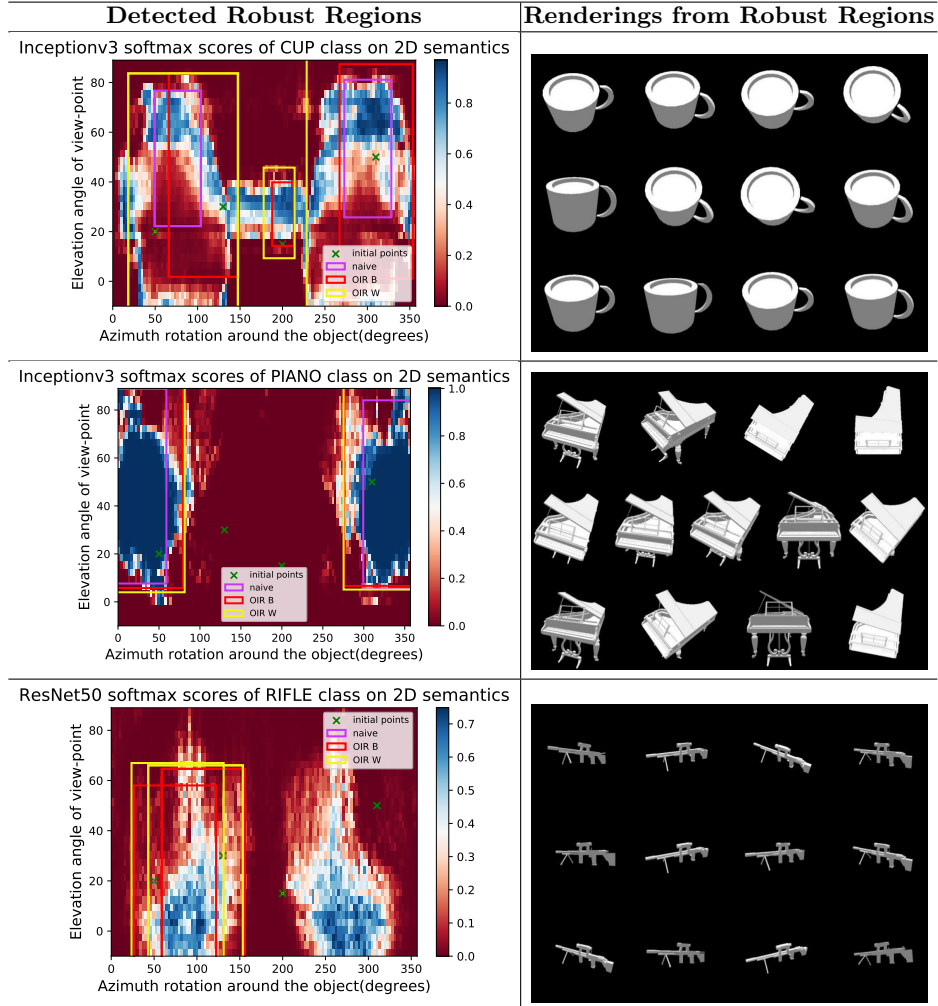 Detected Robust Regions
Renderings from Robust Regions
Inceptionv3 softmax scores of CUP class on 2D semantics
Elevation angle of view-point
80
60
40
20
0
0 50 100 150 200 250 300 350
Azimuth rotation around the object(degrees)
initial points
naive
OIR B
OIR W
0.8
0.6
0.4
0.2
0.0
Inceptionv3 softmax scores of PIANO class on 2D semantics
Elevation angle of view-point
80
60
40
20
0
0 50 100 150 200 250 300 350
Azimuth rotation around the object(degrees)
initial points
naive
OIR B
OIR W
1.0
0.8
0.6
0.4
0.2
0.0
ResNet50 softmax scores of RIFLE class on 2D semantics
Elevation angle of view-point
80
60
40
20
0
0 50 100 150 200 250 300 350
Azimuth rotation around the object(degrees)
initial points
naive
OIR B
OIR W
0.7
0.6
0.5
0.4
0.3
0.2
0.1
0.0